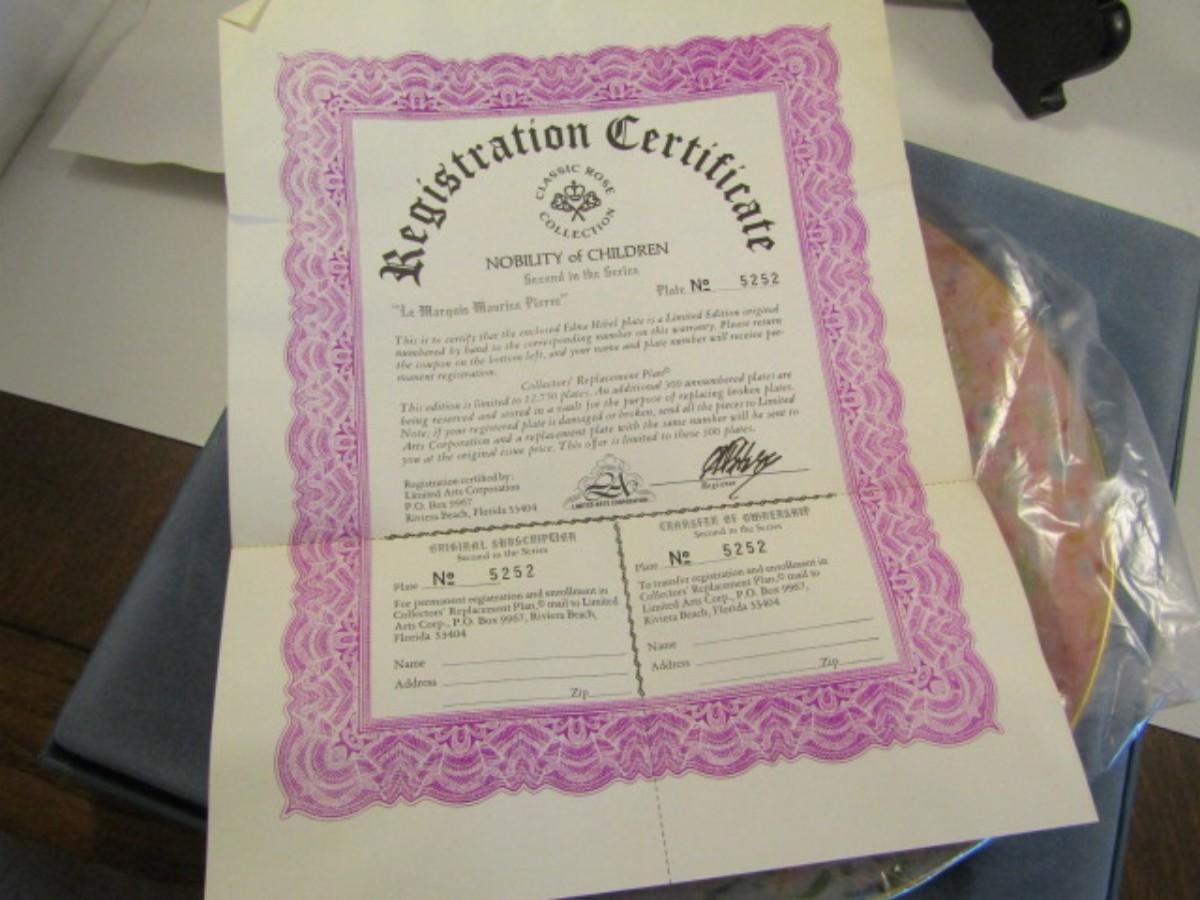 Registration Certificate
CLASSIC ROSE
COLLECTION
NOBILITY of CHILDREN
Second in the Series
"Le Marquis Maurice Pierre"
Plate No 5252
This is to certify that the enclosed Edna Hibel plate is a Limited Edition original
numbered by hand to the corresponding number on this warranty. Please return
the coupon on the bottom left, and your name and plate number will receive per-
manent registration.
Collectors' Replacement Plan©
This edition is limited to 12,750 plates. An additional 300 unnumbered plates are
being reserved and stored in a vault for the purpose of replacing broken plates.
Note; if your registered plate is damaged or broken, send all the pieces to Limited
Arts Corporation and a replacement plate with the same number will be sent to
you at the original issue price. This offer is limited to these 300 plates.
Registration certified by:
Limited Arts Corporation
P.O. Box 9967
Riviera Beach, Florida 33404
LIMITED ARTS CORPORATION
Registrar
ORIGINAL SUBSCRIPTION
Second in the Series
Plate No 5252
For permanent registration and enrollment in
Collectors' Replacement Plan,© mail to Limited
Arts Corp., P.O. Box 9967, Riviera Beach,
Florida 33404
Name
Address
Zip
TRANSFER OF OWNERSHIP
Second in the Series
Plate No 5252
To transfer registration and enrollment in
Collectors' Replacement Plan,© mail to
Limited Arts Corp., P.O. Box 9967,
Riviera Beach, Florida 33404
Name
Address
Zip